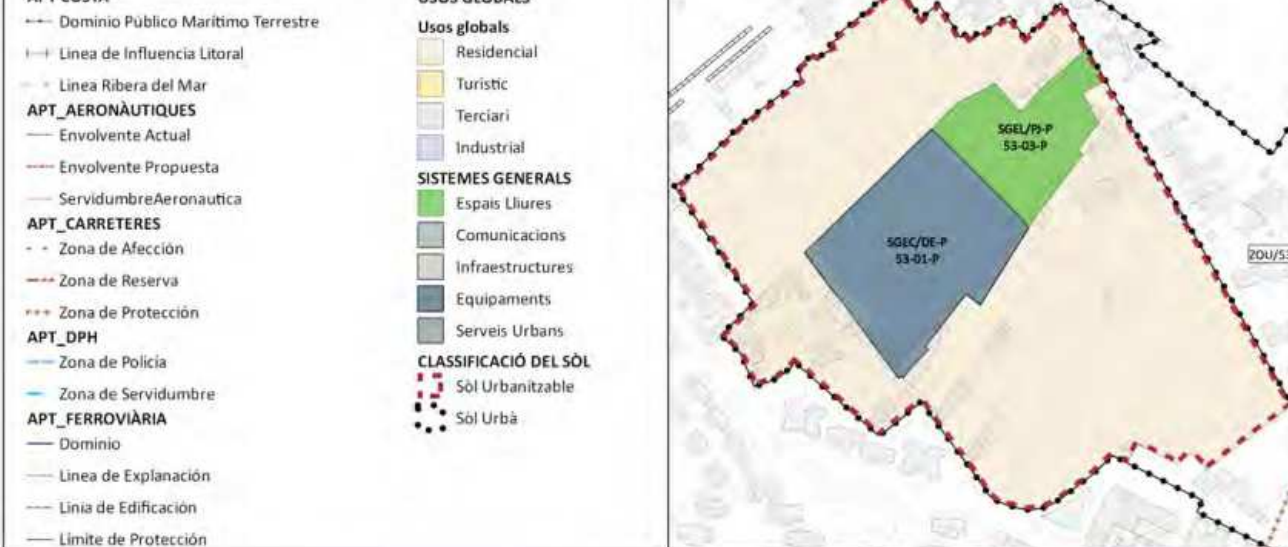 Dominio Público Marítimo Terrestre
Linea de Influencia Litoral
Linea Ribera del Mar
APT_AERONÀUTIQUES
Envolvente Actual
Envolvente Propuesta
ServidumbreAeronautica
APT_CARRETERES
Zona de Afección
Zona de Reserva
Zona de Protección
APT_DPH
Zona de Policía
Zona de Servidumbre
APT_FERROVIÀRIA
Dominio
Linea de Explanación
Linia de Edificación
Limite de Protección
USOS GLOBALS
Usos globals
Residencial
Turístic
Terciari
Industrial
SISTEMES GENERALS
Espais Lliures
Comunicacions
Infraestructures
Equipaments
Serveis Urbans
CLASSIFICACIÓ DEL SÒL
Sòl Urbanitzable
Sòl Urbà
SGEL/PJ-P
53-03-P
SGEC/DE-P
53-01-P
ZOU/53